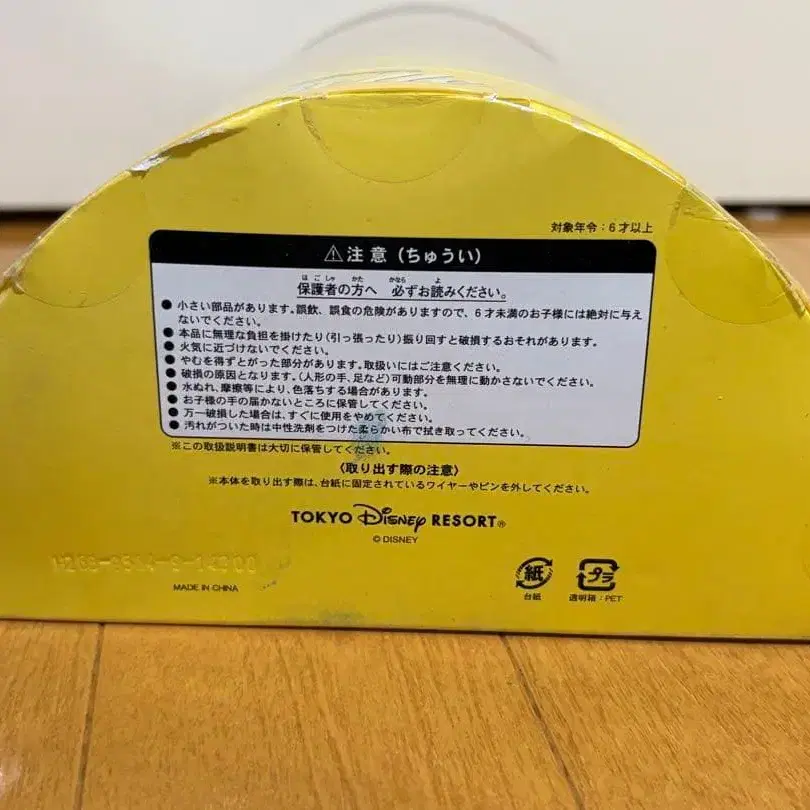 対象年令:6才以上
⚠注意(ちゅうい)
ほごしゃ かた かなら よ
保護者の方へ 必ずお読みください。
● 小さい部品があります。誤飲、誤食の危険がありますので、6才未満のお子様には絶対に与え
ないでください。
● 本品に無理な負担を掛けたり(引っ張ったり)振り回すと破損するおそれがあります。
● 火気に近づけないでください。
● やむを得ずとがった部分があります。取扱いにはご注意ください。
● 破損の原因となります。(人形の手、足など)可動部分を無理に動かさないでください。
● 水ぬれ、摩擦等により、色落ちする場合があります。
● お子様の手の届かないところに保管してください。
● 万一破損した場合は、すぐに使用をやめてください。
● 汚れがついた時は中性洗剤をつけた柔らかい布で拭き取ってください。
※この取扱説明書は大切に保管してください。
〈取り出す際の注意〉
※本体を取り出す際は、台紙に固定されているワイヤーやピンを外してください。
TOKYO Disney RESORT®
© DISNEY
MADE IN CHINA
紙
台紙
プラ
透明箱:PET